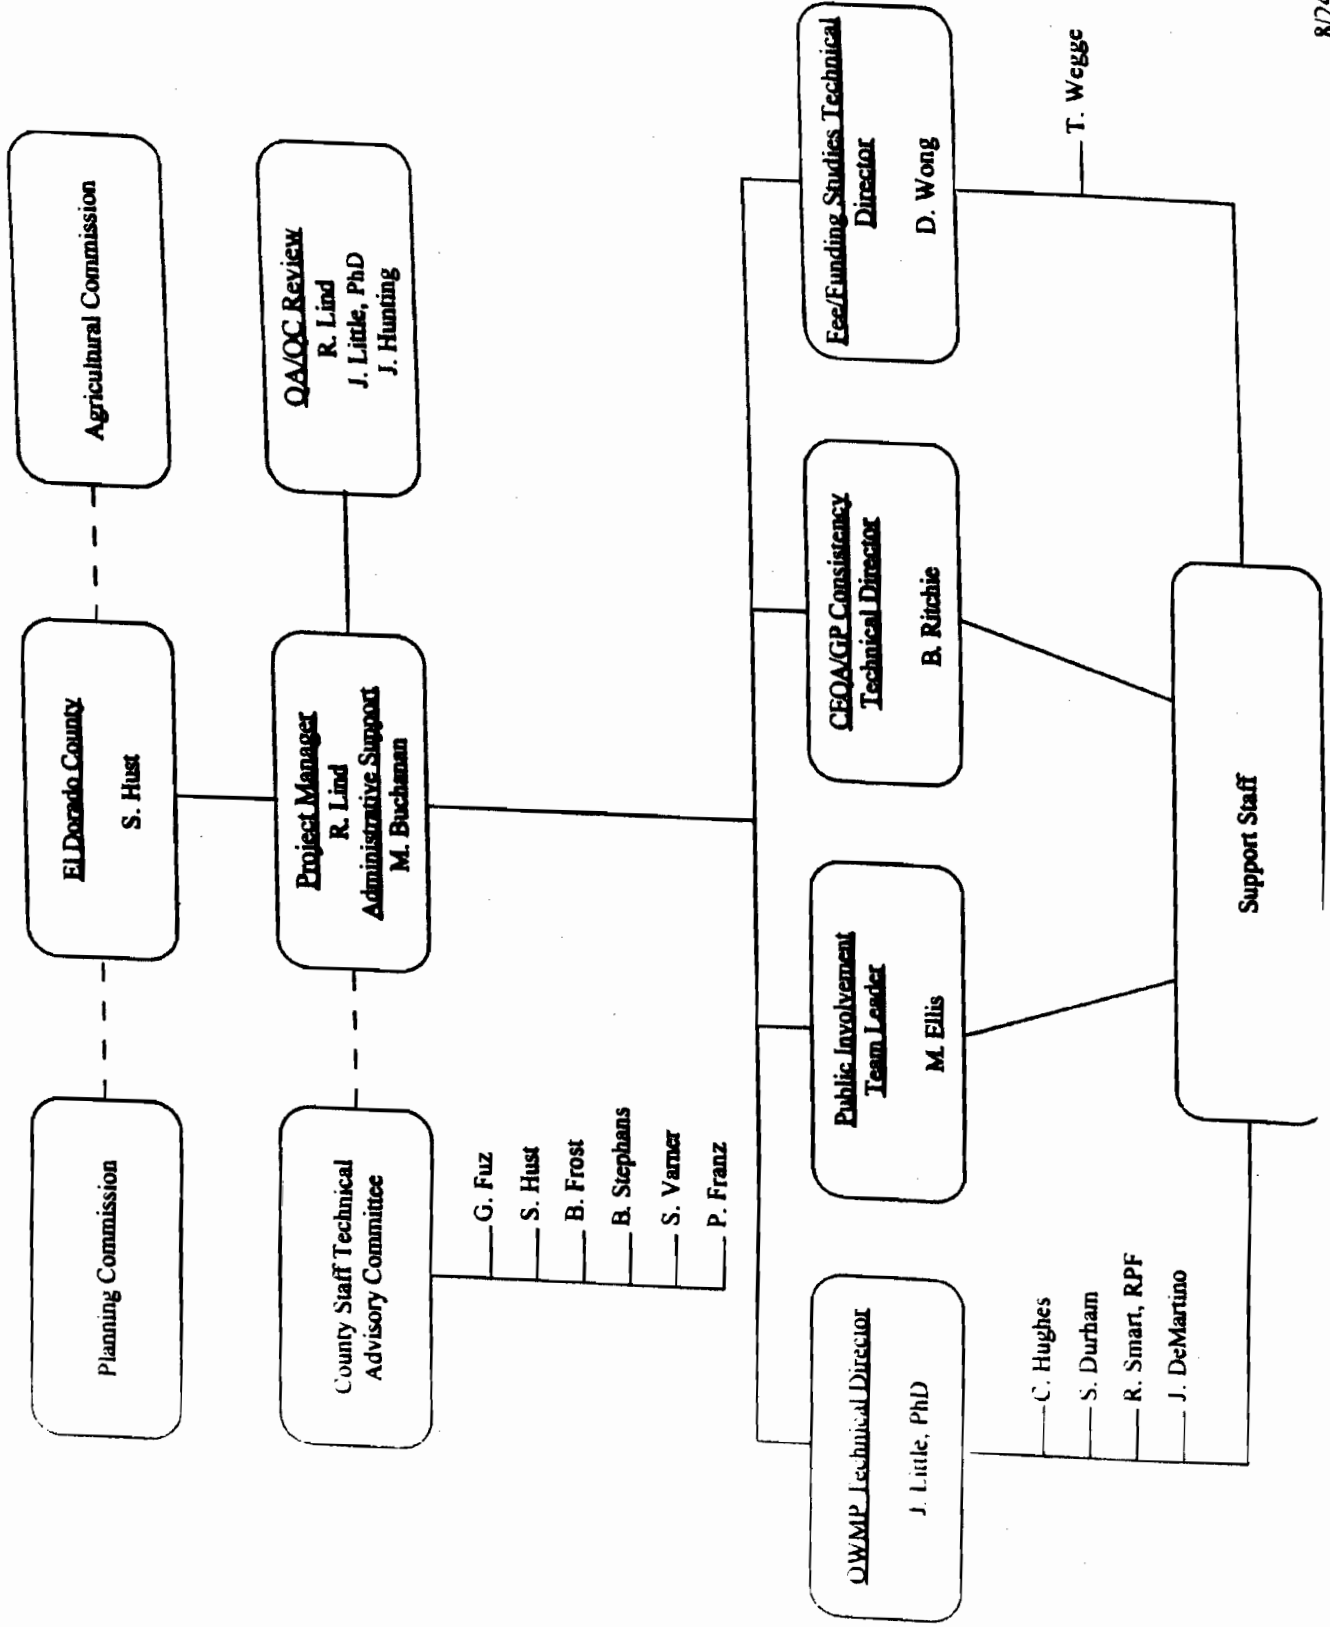 Planning Commission
El Dorado County
S. Hust
Agricultural Commission
County Staff Technical
Advisory Committee
G. Fuz
S. Hust
B. Frost
B. Stephans
S. Varner
P. Franz
Project Manager
R. Lind
Administrative Support
M. Buchanan
QA/QC Review
R. Lind
J. Little, PhD
J. Hunting
OWMP Technical Director
J. Little, PhD
Public Involvement
Team Leader
M. Ellis
CEQA/GP Consistency
Technical Director
B. Ritchie
Fee/Funding Studies Technical
Director
D. Wong
C. Hughes
S. Durham
R. Smart, RPF
J. DeMartino
T. Wegge
Support Staff